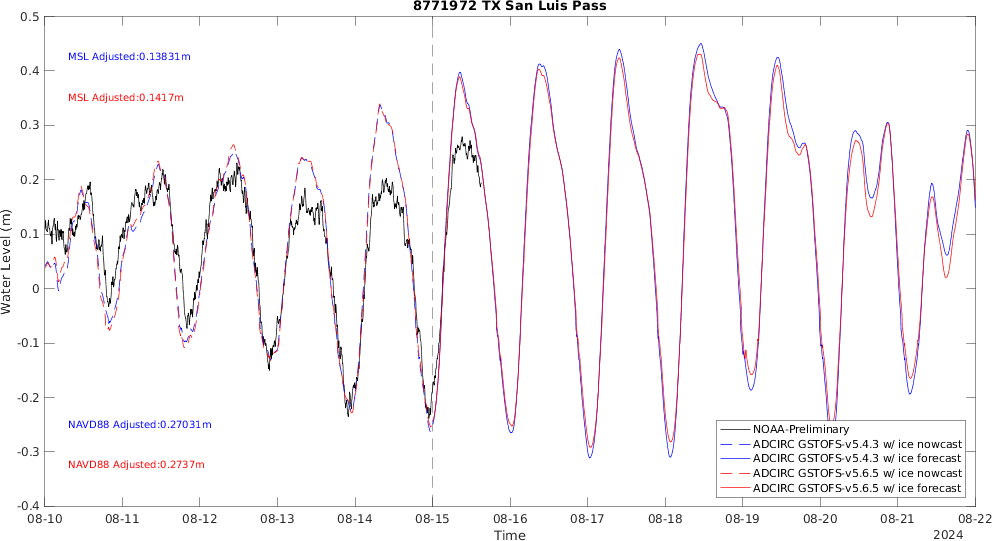 8771972 TX San Luis Pass
0.5
0.4
0.3
0.2
0.1
0
-0.1
-0.2
-0.3
-0.4
Water Level (m)
MSL Adjusted:0.13831m
MSL Adjusted:0.1417m
NAVD88 Adjusted:0.27031m
NAVD88 Adjusted:0.2737m
NOAA-Preliminary
ADCIRC GSTOFS-v5.4.3 w/ ice nowcast
ADCIRC GSTOFS-v5.4.3 w/ ice forecast
ADCIRC GSTOFS-v5.6.5 w/ ice nowcast
ADCIRC GSTOFS-v5.6.5 w/ ice forecast
08-10 08-11 08-12 08-13 08-14 08-15 08-16 08-17 08-18 08-19 08-20 08-21 08-22
Time
2024